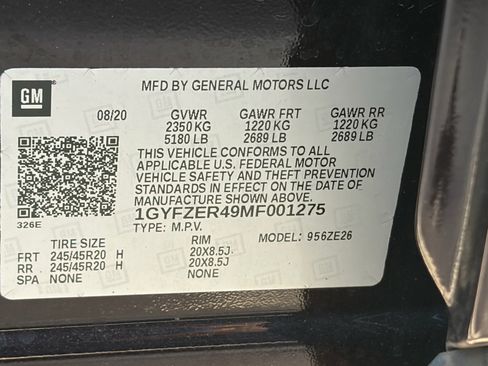 GM
MFD BY GENERAL MOTORS LLC
08/20 GVWR GAWR FRT GAWR RR
2350 KG 1220 KG 1220 KG
5180 LB 2689 LB 2689 LB
THIS VEHICLE CONFORMS TO ALL
APPLICABLE U.S. FEDERAL MOTOR
VEHICLE SAFETY AND THEFT PREVENTION
STANDARDS IN EFFECT ON THE DATE OF
MANUFACTURE SHOWN ABOVE.
1GYFZER49MF001275
326E TYPE: M.P.V. MODEL: 956ZE26
TIRE SIZE RIM
FRT 245/45R20 H 20X8.5J
RR 245/45R20 H 20X8.5J
SPA NONE NONE